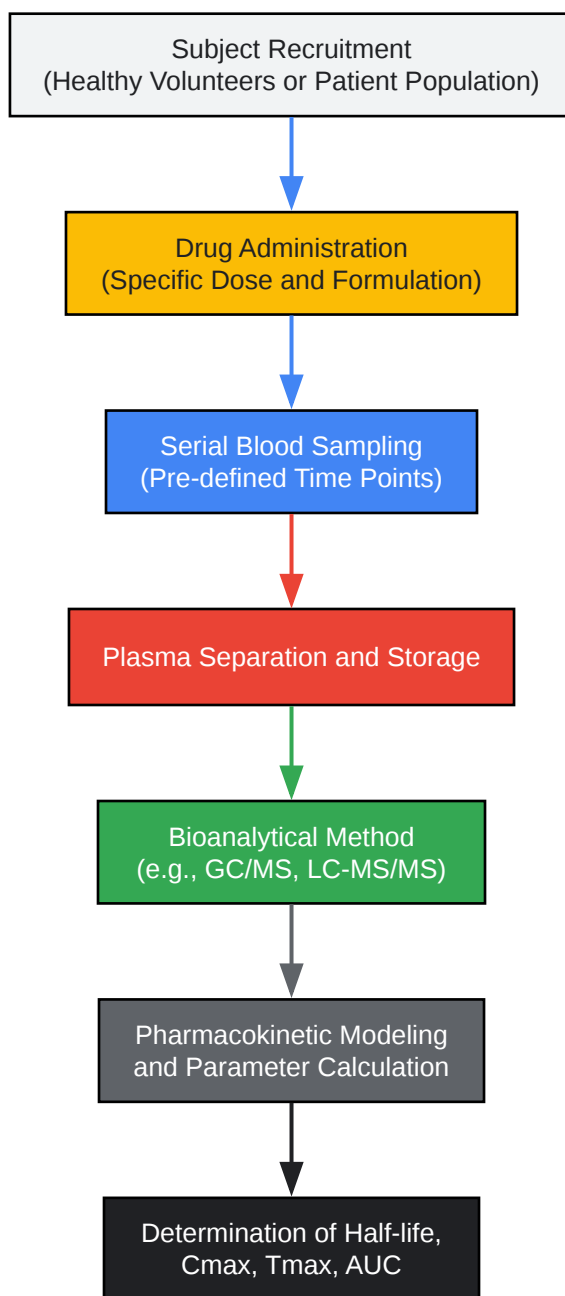 Subject Recruitment
(Healthy Volunteers or Patient Population)
Drug Administration
(Specific Dose and Formulation)
Serial Blood Sampling
(Pre-defined Time Points)
Plasma Separation and Storage
Bioanalytical Method
(e.g., GC/MS, LC-MS/MS)
Pharmacokinetic Modeling
and Parameter Calculation
Determination of Half-life,
Cmax, Tmax, AUC